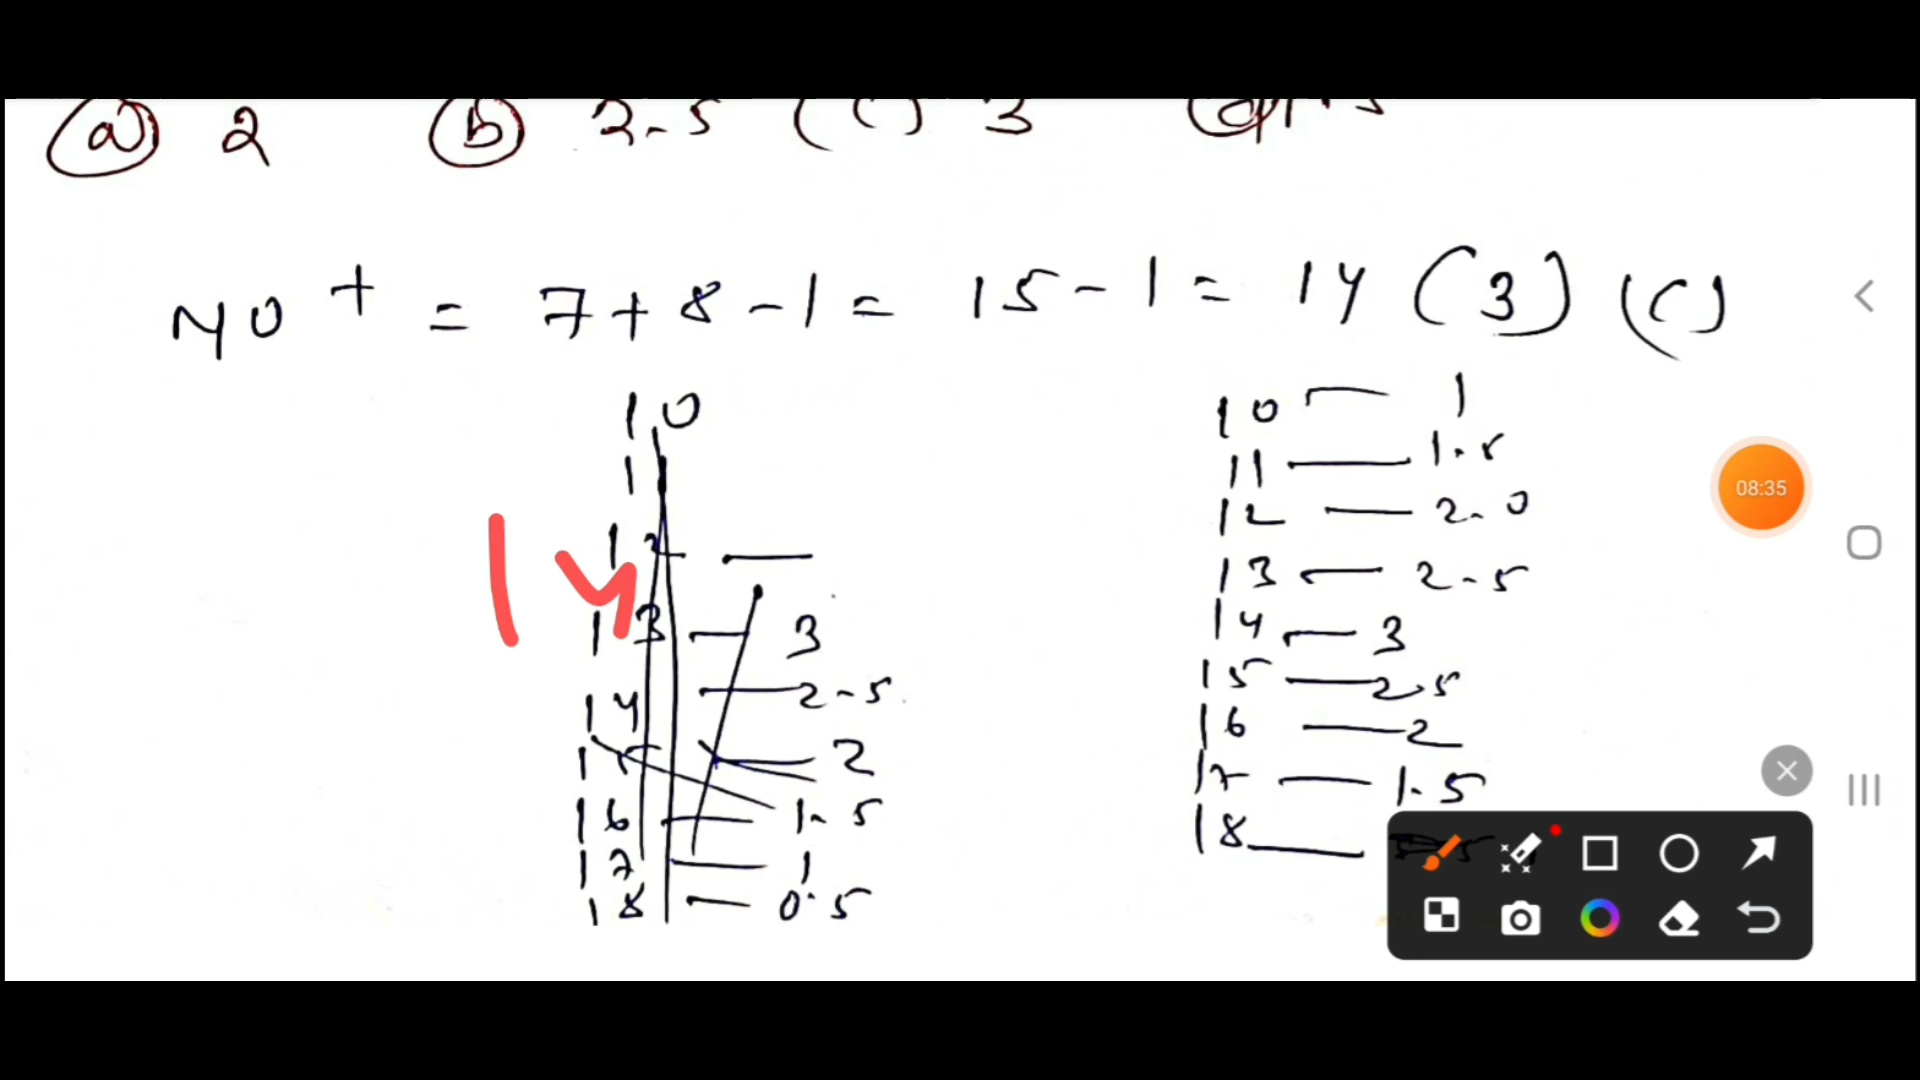 (a) 2 (b) 2.5 (c) 3
NO + = 7 + 8 - 1 = 15 - 1 = 14 (3) (c)
10
11
12 —
13 — 3
14 — 2.5
15 — 2
16 — 1.5
17 — 1
18 — 0.5
14
10 — 1
11 — 1.5
12 — 2.0
13 — 2.5
14 — 3
15 — 2.5
16 — 2
17 — 1.5
18 —
08:35